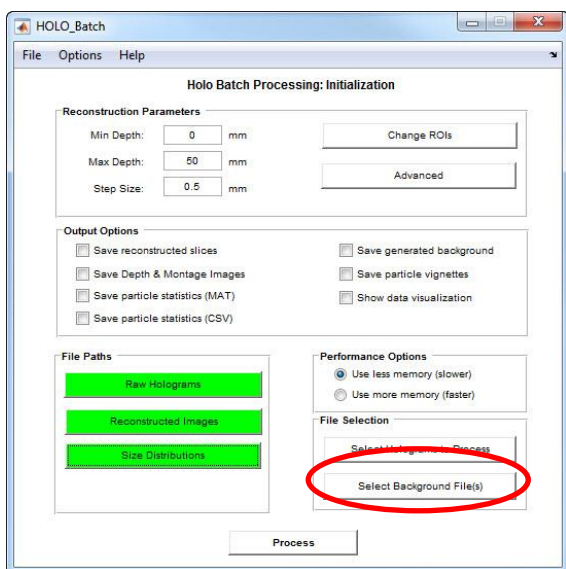 HOLO_Batch
File Options Help
Holo Batch Processing: Initialization
Reconstruction Parameters
Min Depth: 0 mm
Max Depth: 50 mm
Step Size: 0.5 mm
Change ROIs
Advanced
Output Options
Save reconstructed slices
Save Depth & Montage Images
Save particle statistics (MAT)
Save particle statistics (CSV)
Save generated background
Save particle vignettes
Show data visualization
File Paths
Raw Holograms
Reconstructed Images
Size Distributions
Performance Options
Use less memory (slower)
Use more memory (faster)
File Selection
Select Holograms to Process
Select Background File(s)
Process